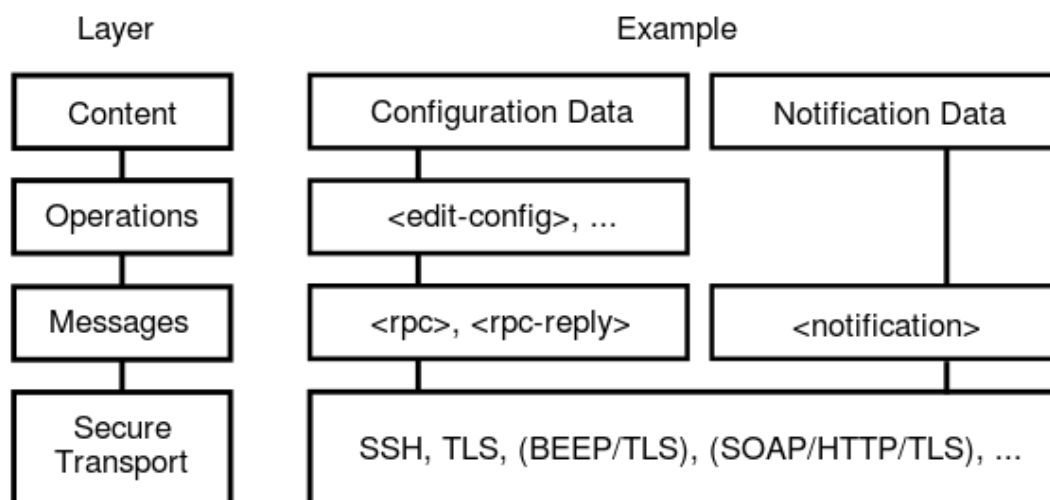 Layer
Example
Content
Configuration Data
Notification Data
Operations
<edit-config>, ...
Messages
<rpc>, <rpc-reply>
<notification>
Secure
Transport
SSH, TLS, (BEEP/TLS), (SOAP/HTTP/TLS), ...